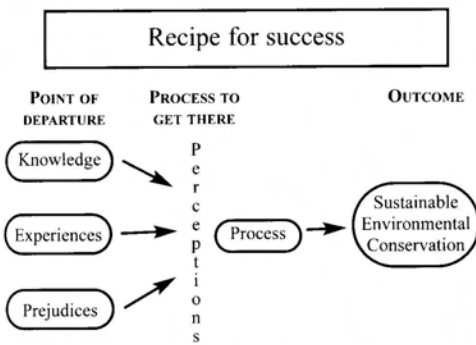 Recipe for success
POINT OF DEPARTURE
PROCESS TO GET THERE
OUTCOME
Knowledge
Experiences
Prejudices
Perceptions
Process
Sustainable
Environmental
Conservation